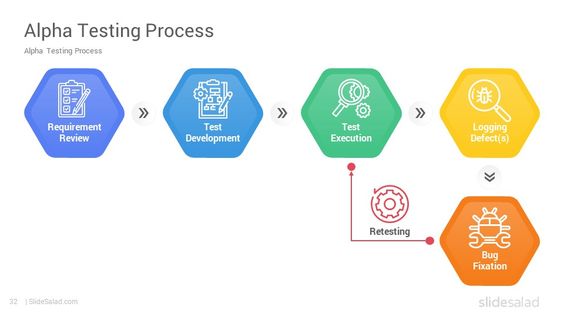 Alpha Testing Process
Alpha Testing Process
Requirement
Review
Test
Development
Test
Execution
Logging
Defect(s)
Retesting
Bug
Fixation
32 | SlideSalad.com
slidesalad